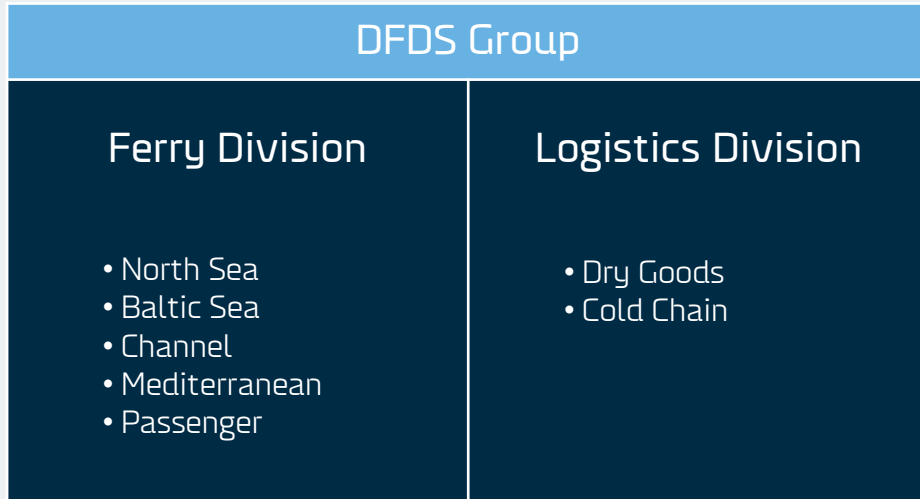 DFDS Group
Ferry Division
• North Sea
• Baltic Sea
• Channel
• Mediterranean
• Passenger
Logistics Division
• Dry Goods
• Cold Chain